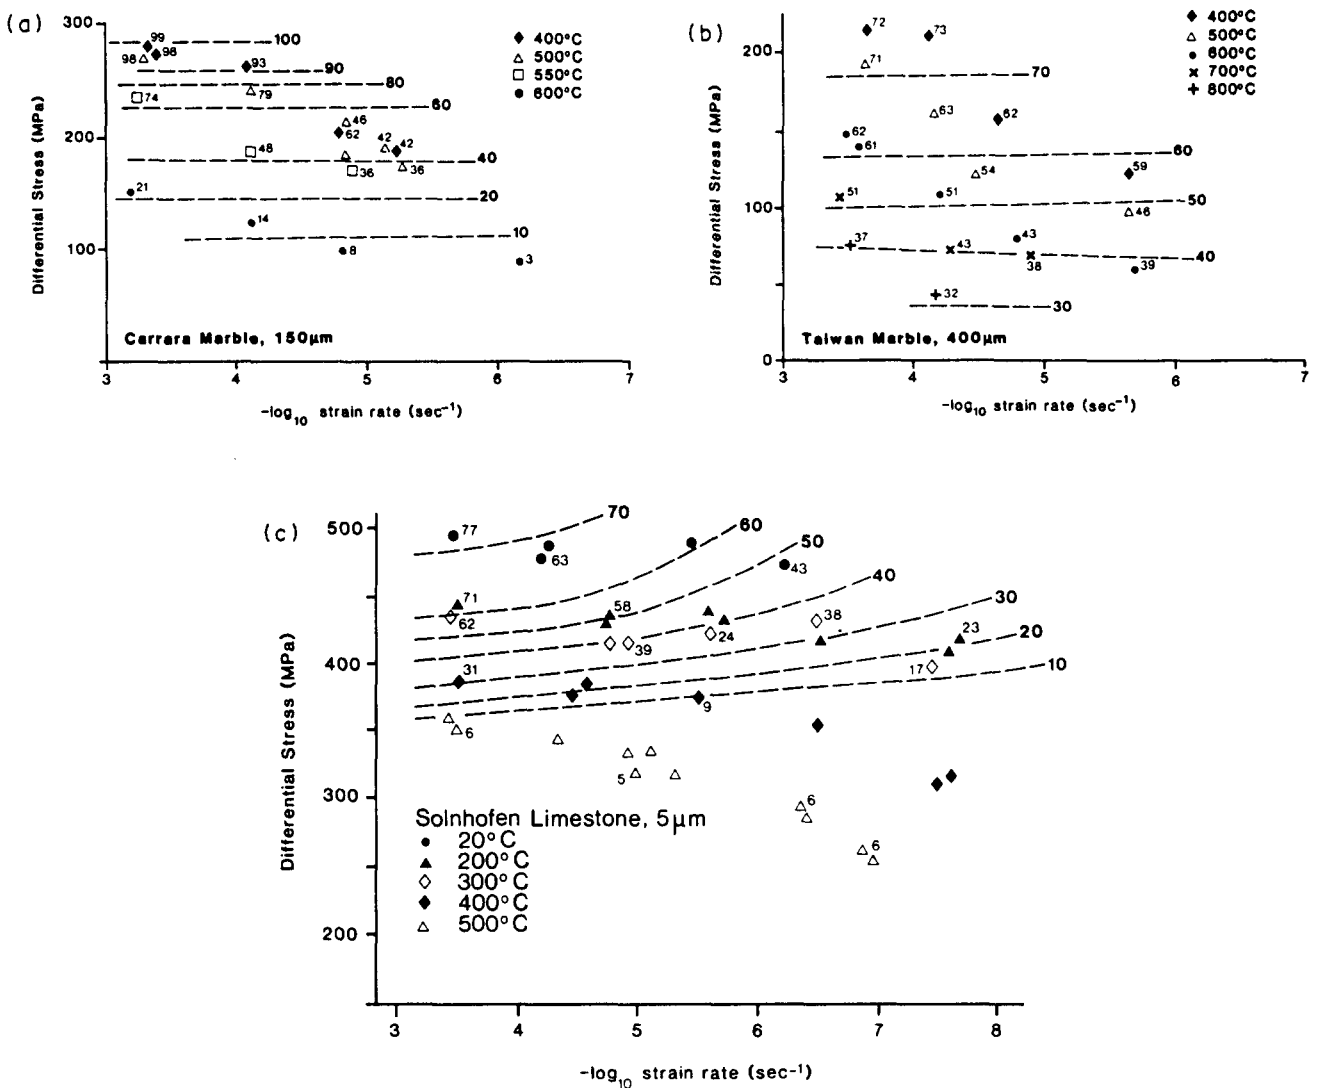 (a)
300
200
100
Differential Stress (MPa)
400°C
500°C
550°C
600°C
99
98
98
100
93
90
80
79
74
60
46
62
42
42
48
40
36
36
21
20
14
10
8
3
Carrara Marble, 150µm
3 4 5 6 7
-log10 strain rate (sec-1)
(b)
200
100
0
Differential Stress (MPa)
400°C
500°C
600°C
700°C
800°C
72
73
71
70
63
62
62
61
60
59
54
51
51
50
46
43
37
43
38
40
39
32
30
Taiwan Marble, 400µm
3 4 5 6 7
-log10 strain rate (sec-1)
(c)
500
400
300
200
Differential Stress (MPa)
77
70
63
60
50
43
40
71
62
58
38
30
39
24
23
20
31
17
10
9
6
5
6
6
Solnhofen Limestone, 5µm
20°C
200°C
300°C
400°C
500°C
3 4 5 6 7 8
-log10 strain rate (sec-1)